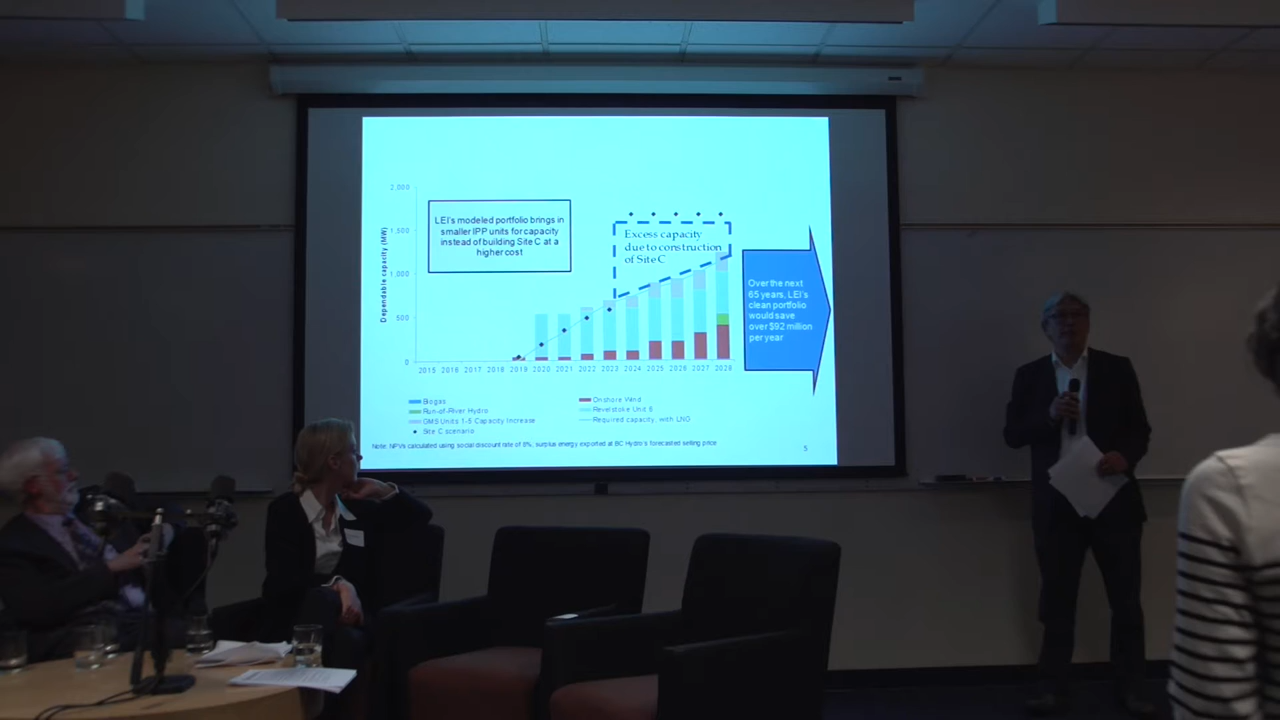 2,000
1,500
1,000
500
0
Dependable capacity (MW)
LEI's modeled portfolio brings in
smaller IPP units for capacity
instead of building Site C at a
higher cost
Excess capacity
due to construction
of Site C
Over the next
65 years, LEI's
clean portfolio
would save
over $92 million
per year
2015 2016 2017 2018 2019 2020 2021 2022 2023 2024 2025 2026 2027 2028
Biogas
Onshore Wind
Run-of-River Hydro
Revelstoke Unit 6
GMS Units 1-5 Capacity Increase
Required capacity, with LNG
Site C scenario
Note: NPVs calculated using social discount rate of 8%; surplus energy exported at BC Hydro's forecasted selling price
5